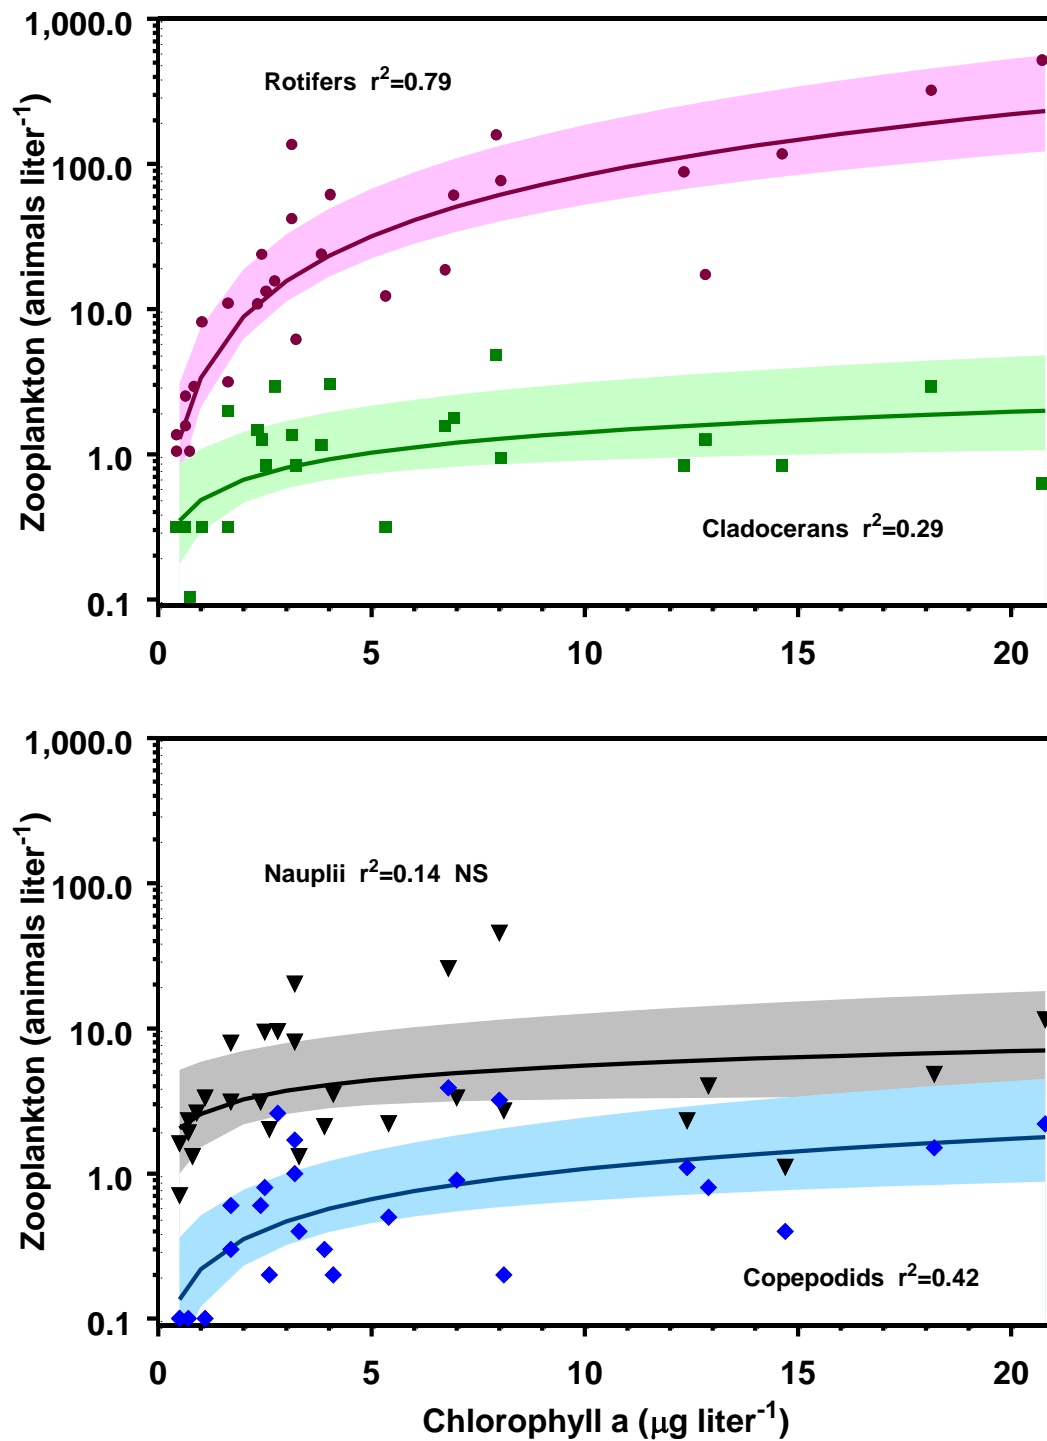 1,000.0
Rotifers r²=0.79
100.0
10.0
1.0
Cladocerans r²=0.29
0.1
0 5 10 15 20
Zooplankton (animals liter⁻¹)
1,000.0
Nauplii r²=0.14 NS
100.0
10.0
1.0
Copepodids r²=0.42
0.1
0 5 10 15 20
Zooplankton (animals liter⁻¹)
Chlorophyll a (μg liter⁻¹)